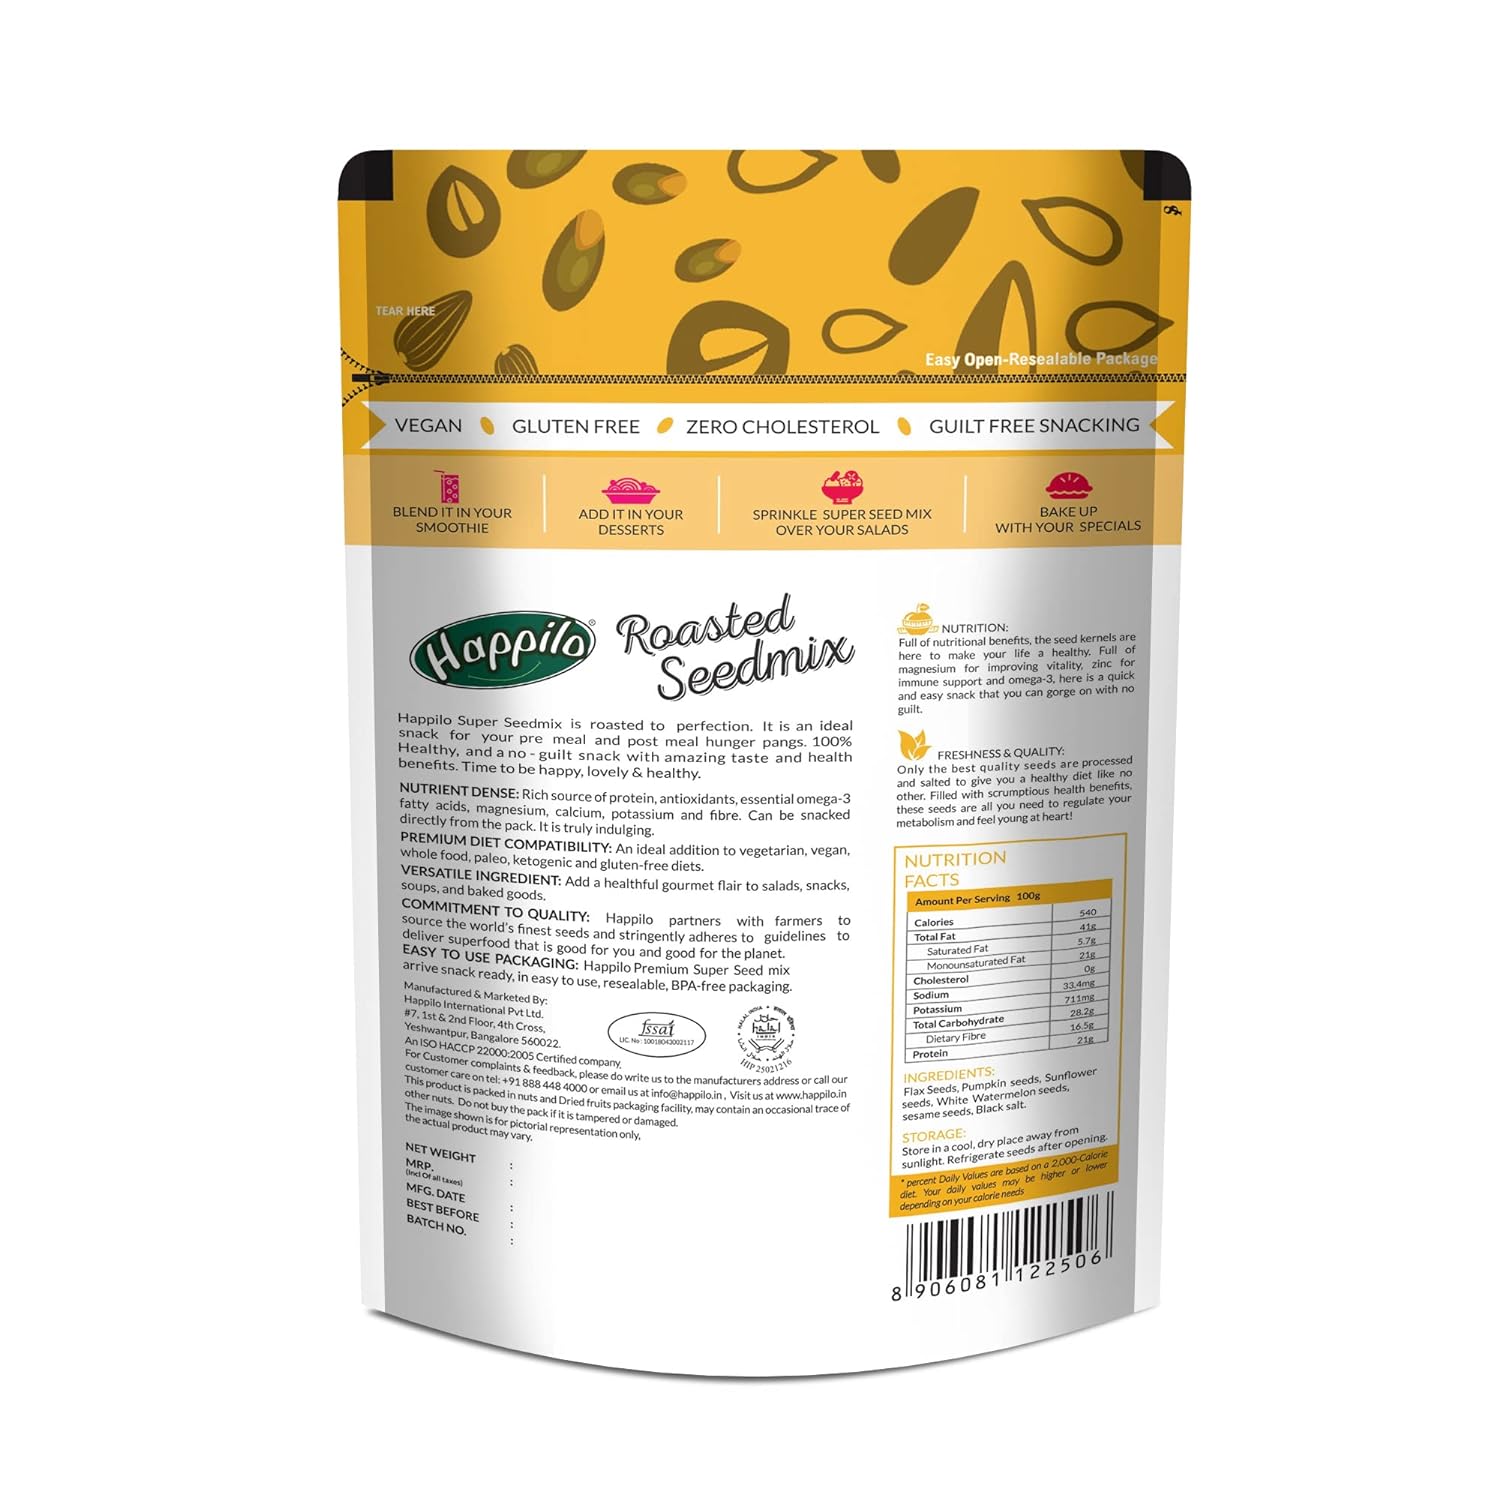 TEAR HERE
Easy Open-Resealable Package
VEGAN GLUTEN FREE ZERO CHOLESTEROL GUILT FREE SNACKING
BLEND IT IN YOUR
SMOOTHIE
ADD IT IN YOUR
DESSERTS
SPRINKLE SUPER SEED MIX
OVER YOUR SALADS
BAKE UP
WITH YOUR SPECIALS
Happilo®
Roasted
Seedmix
Happilo Super Seedmix is roasted to perfection. It is an ideal
snack for your pre meal and post meal hunger pangs. 100%
Healthy, and a no - guilt snack with amazing taste and health
benefits. Time to be happy, lovely & healthy.
NUTRIENT DENSE: Rich source of protein, antioxidants, essential omega-3
fatty acids, magnesium, calcium, potassium and fibre. Can be snacked
directly from the pack. It is truly indulging.
PREMIUM DIET COMPATIBILITY: An ideal addition to vegetarian, vegan,
whole food, paleo, ketogenic and gluten-free diets.
VERSATILE INGREDIENT: Add a healthful gourmet flair to salads, snacks,
soups, and baked goods.
COMMITMENT TO QUALITY: Happilo partners with farmers to
source the world's finest seeds and stringently adheres to guidelines to
deliver superfood that is good for you and good for the planet.
EASY TO USE PACKAGING: Happilo Premium Super Seed mix
arrive snack ready, in easy to use, resealable, BPA-free packaging.
Manufactured & Marketed By:
Happilo International Pvt Ltd.
#7, 1st & 2nd Floor, 4th Cross,
Yeshwantpur, Bangalore 560022.
An ISO HACCP 22000:2005 Certified company,
For Customer complaints & feedback, please do write us to the manufacturers address or call our
customer care on tel: +91 888 448 4000 or email us at info@happilo.in , Visit us at www.happilo.in
This product is packed in nuts and Dried fruits packaging facility, may contain an occasional trace of
other nuts. Do not buy the pack if it is tampered or damaged.
The image shown is for pictorial representation only,
the actual product may vary.
fssai
LIC. No : 10018043002117
HALAL INDIA
INDIA
IHP 25021216
NET WEIGHT :
MRP. :
(Incl Of all taxes)
MFG. DATE :
BEST BEFORE :
BATCH NO. :
NUTRITION:
Full of nutritional benefits, the seed kernels are
here to make your life a healthy. Full of
magnesium for improving vitality, zinc for
immune support and omega-3, here is a quick
and easy snack that you can gorge on with no
guilt.
FRESHNESS & QUALITY:
Only the best quality seeds are processed
and salted to give you a healthy diet like no
other. Filled with scrumptious health benefits,
these seeds are all you need to regulate your
metabolism and feel young at heart!
NUTRITION
FACTS
Amount Per Serving 100g
Calories 540
Total Fat 41g
Saturated Fat 5.7g
Monounsaturated Fat 21g
Cholesterol 0g
Sodium 33.4mg
Potassium 711mg
Total Carbohydrate 28.2g
Dietary Fibre 16.5g
Protein 21g
INGREDIENTS:
Flax Seeds, Pumpkin seeds, Sunflower
seeds, White Watermelon seeds,
sesame seeds, Black salt.
STORAGE:
Store in a cool, dry place away from
sunlight. Refrigerate seeds after opening.
* percent Daily Values are based on a 2,000-Calorie
diet. Your daily values may be higher or lower
depending on your calorie needs
8 906081 122506